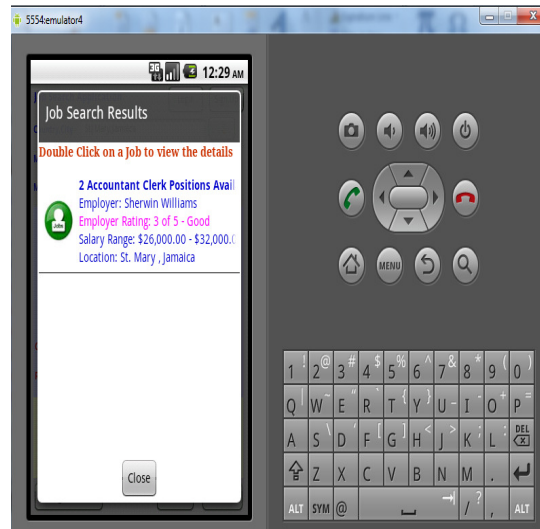 5554:emulator4
3G 12:29 AM
Job Search Results
Double Click on a Job to view the details
2 Accountant Clerk Positions Avai
Employer: Sherwin Williams
Employer Rating: 3 of 5 - Good
Salary Range: $26,000.00 - $32,000.0
Location: St. Mary , Jamaica
Close
MENU
1 ! 2 @ 3 # 4 $ 5 % 6 ^ 7 & 8 * 9 ( 0 )
Q | W ~ E " R ` T { Y } U _ I - O + P =
A S \ D ' F [ G ] H < J > K ; L : DEL
Z X C V B N M .
ALT SYM @ / ? , ALT